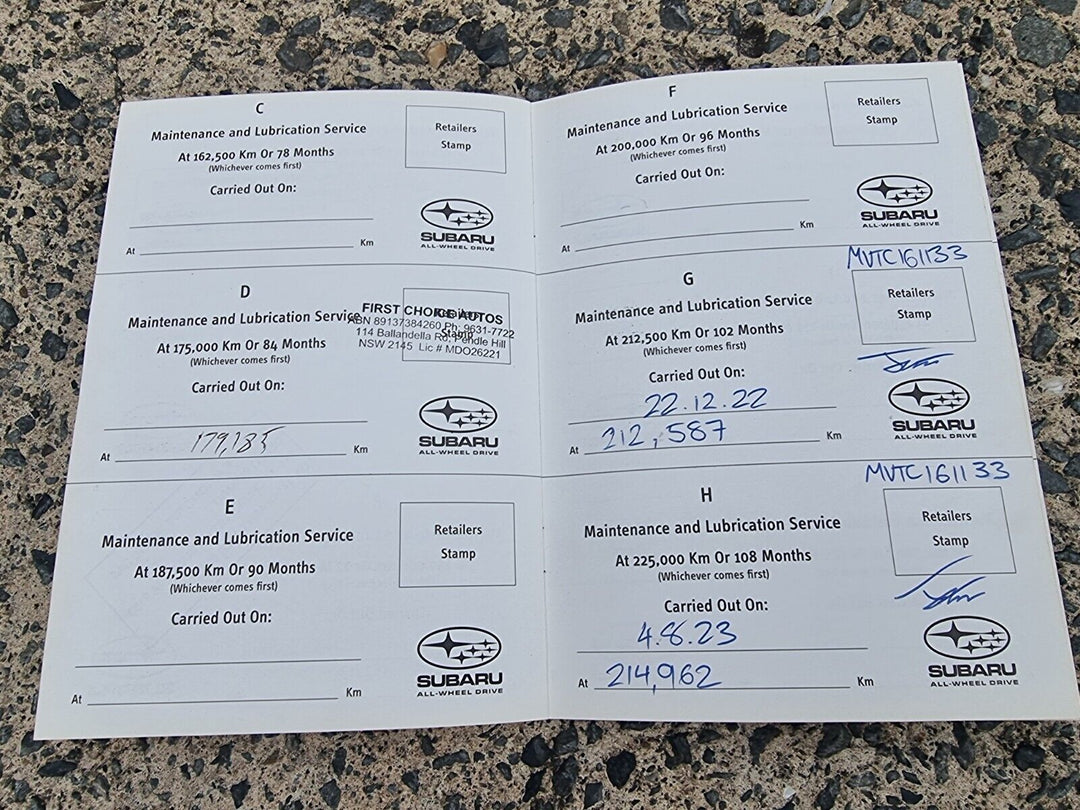 C
Maintenance and Lubrication Service
At 162,500 Km Or 78 Months
(Whichever comes first)
Carried Out On:
At Km
Retailers
Stamp
SUBARU
ALL-WHEEL DRIVE
D
Maintenance and Lubrication Service
At 175,000 Km Or 84 Months
(Whichever comes first)
Carried Out On:
At 179,185 Km
Retailers
Stamp
FIRST CHOICE AUTOS
ABN 89137384260 Ph: 9631-7722
114 Ballandella Rd, Pendle Hill
NSW 2145 Lic # MDO26221
SUBARU
ALL-WHEEL DRIVE
E
Maintenance and Lubrication Service
At 187,500 Km Or 90 Months
(Whichever comes first)
Carried Out On:
At Km
Retailers
Stamp
SUBARU
ALL-WHEEL DRIVE
F
Maintenance and Lubrication Service
At 200,000 Km Or 96 Months
(Whichever comes first)
Carried Out On:
At Km
Retailers
Stamp
SUBARU
ALL-WHEEL DRIVE
G
Maintenance and Lubrication Service
At 212,500 Km Or 102 Months
(Whichever comes first)
Carried Out On:
22.12.22
At 212,587 Km
MVTC161133
Retailers
Stamp
SUBARU
ALL-WHEEL DRIVE
H
Maintenance and Lubrication Service
At 225,000 Km Or 108 Months
(Whichever comes first)
Carried Out On:
4.8.23
At 214,962 Km
MVTC161133
Retailers
Stamp
SUBARU
ALL-WHEEL DRIVE